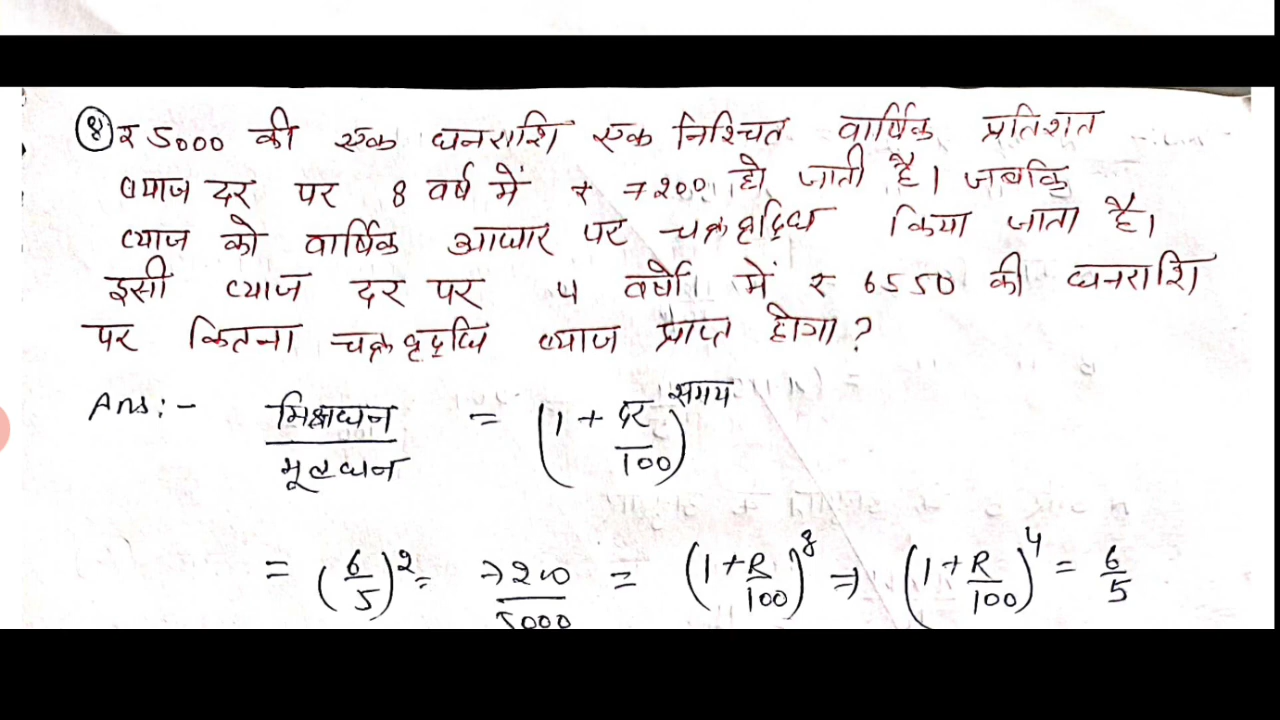 ④ ₹ 5000 की एक धनराशि एक निश्चित वार्षिक प्रतिशत
ब्याज दर पर 8 वर्ष में ₹ 7200 हो जाती है। जबकि
ब्याज को वार्षिक आधार पर चक्रवृद्धि किया जाता है।
इसी ब्याज दर पर 4 वर्षो में ₹ 6550 की धनराशि
पर कितना चक्रवृद्धि ब्याज प्राप्त होगा?
Ans:- मिश्रधन/मूलधन = (1 + दर/100)^समय
= (6/5)^2 = 7200/5000 = (1 + R/100)^8 ⇒ (1 + R/100)^4 = 6/5